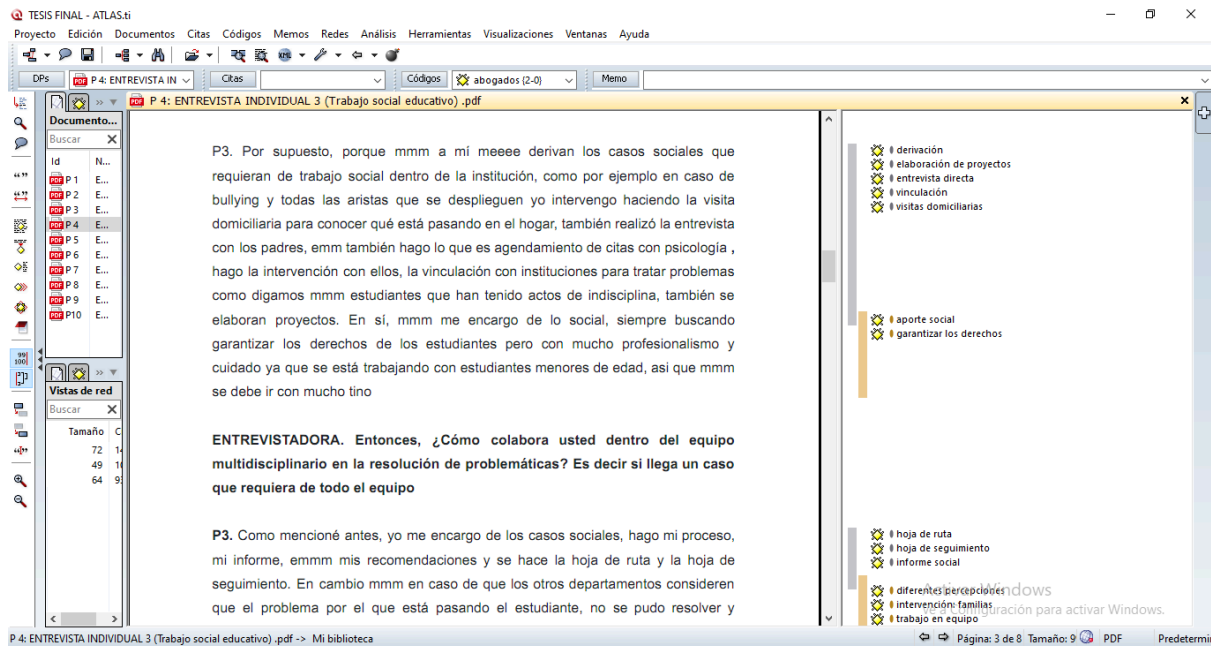 TESIS FINAL - ATLAS.ti
Proyecto Edición Documentos Citas Códigos Memos Redes Análisis Herramientas Visualizaciones Ventanas Ayuda
DPs P 4: ENTREVISTA IN Citas Códigos abogados {2-0} Memo
P 4: ENTREVISTA INDIVIDUAL 3 (Trabajo social educativo) .pdf
Documento...
Buscar
Id N...
P 1 E...
P 2 E...
P 3 E...
P 4 E...
P 5 E...
P 6 E...
P 7 E...
P 8 E...
P 9 E...
P10 E...
Vistas de red
Buscar
Tamaño C
72 14
49 10
64 93
P3. Por supuesto, porque mmm a mí meeee derivan los casos sociales que
requieran de trabajo social dentro de la institución, como por ejemplo en caso de
bullying y todas las aristas que se desplieguen yo intervengo haciendo la visita
domiciliaria para conocer qué está pasando en el hogar, también realizó la entrevista
con los padres, emm también hago lo que es agendamiento de citas con psicología ,
hago la intervención con ellos, la vinculación con instituciones para tratar problemas
como digamos mmm estudiantes que han tenido actos de indisciplina, también se
elaboran proyectos. En sí, mmm me encargo de lo social, siempre buscando
garantizar los derechos de los estudiantes pero con mucho profesionalismo y
cuidado ya que se está trabajando con estudiantes menores de edad, asi que mmm
se debe ir con mucho tino
ENTREVISTADORA. Entonces, ¿Cómo colabora usted dentro del equipo
multidisciplinario en la resolución de problemáticas? Es decir si llega un caso
que requiera de todo el equipo
P3. Como mencioné antes, yo me encargo de los casos sociales, hago mi proceso,
mi informe, emmm mis recomendaciones y se hace la hoja de ruta y la hoja de
seguimiento. En cambio mmm en caso de que los otros departamentos consideren
que el problema por el que está pasando el estudiante, no se pudo resolver y
derivación
elaboración de proyectos
entrevista directa
vinculación
visitas domiciliarias
aporte social
garantizar los derechos
hoja de ruta
hoja de seguimiento
informe social
diferentes percepciones
intervención: familias
trabajo en equipo
Activar Windows
Ve a Configuración para activar Windows.
P 4: ENTREVISTA INDIVIDUAL 3 (Trabajo social educativo) .pdf -> Mi biblioteca
Página: 3 de 8 Tamaño: 9 PDF Predetermi